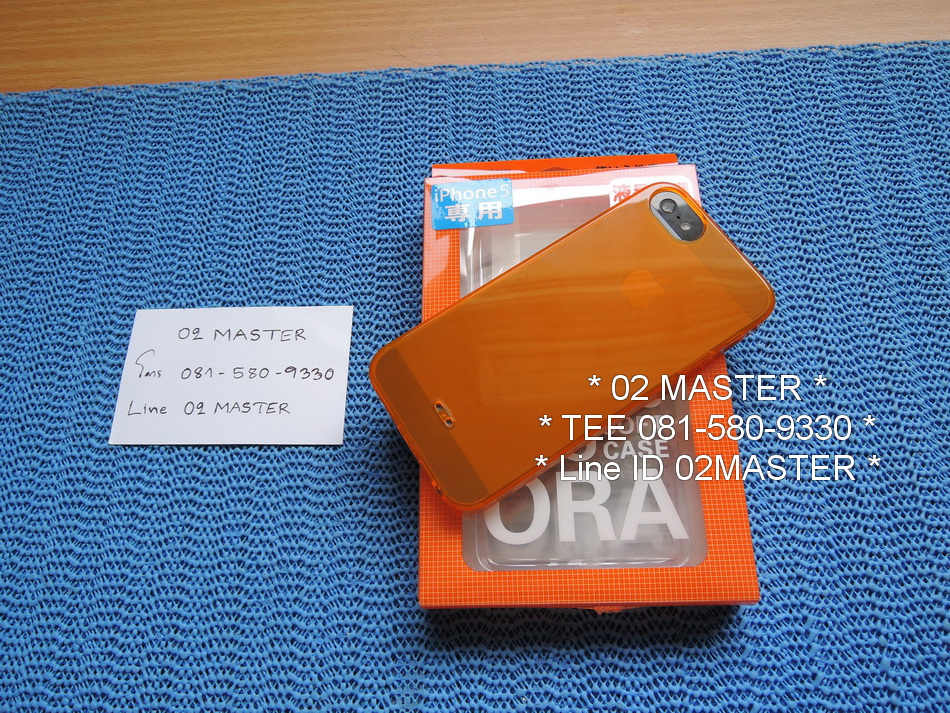 iPhone5
専用
02 MASTER
โทร 081-580-9330
Line 02 MASTER
* 02 MASTER *
* TEE 081-580-9330 *
* Line ID 02MASTER *
CASE
ORA